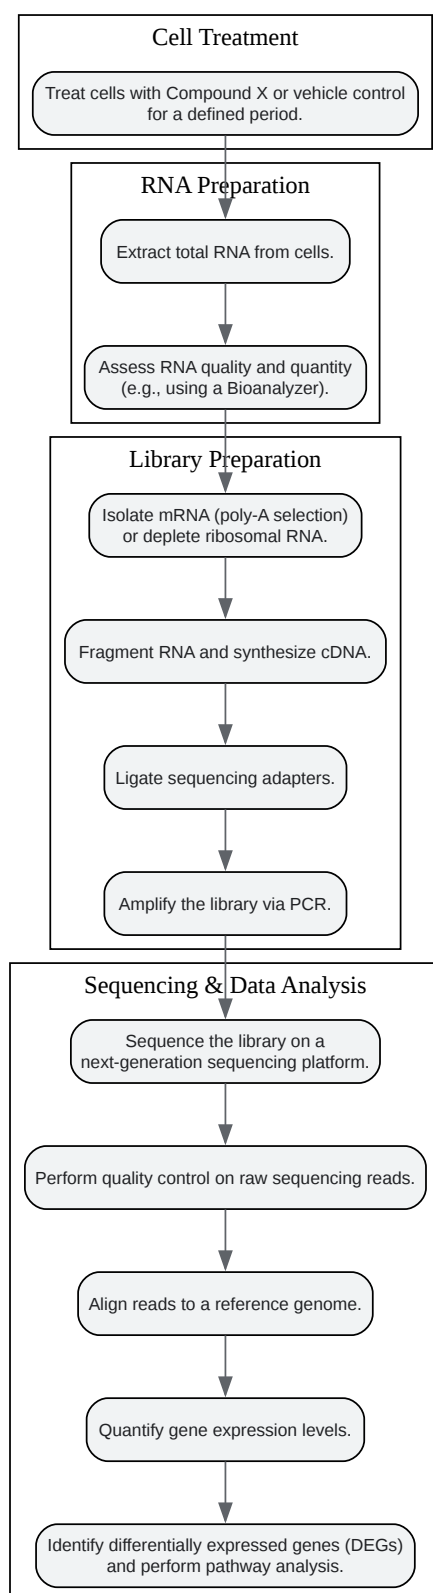 Cell Treatment
Treat cells with Compound X or vehicle control
for a defined period.
RNA Preparation
Extract total RNA from cells.
Assess RNA quality and quantity
(e.g., using a Bioanalyzer).
Library Preparation
Isolate mRNA (poly-A selection)
or deplete ribosomal RNA.
Fragment RNA and synthesize cDNA.
Ligate sequencing adapters.
Amplify the library via PCR.
Sequencing & Data Analysis
Sequence the library on a
next-generation sequencing platform.
Perform quality control on raw sequencing reads.
Align reads to a reference genome.
Quantify gene expression levels.
Identify differentially expressed genes (DEGs)
and perform pathway analysis.